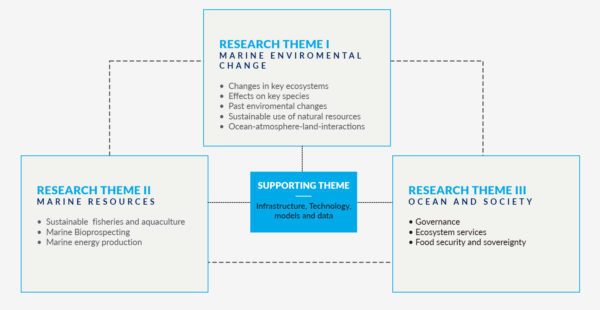 RESEARCH THEME I
MARINE ENVIROMENTAL
CHANGE
• Changes in key ecosystems
• Effects on key species
• Past enviromental changes
• Sustainable use of natural resources
• Ocean-atmosphere-land-interactions
RESEARCH THEME II
MARINE RESOURCES
• Sustainable fisheries and aquaculture
• Marine Bioprospecting
• Marine energy production
SUPPORTING THEME
Infrastructure, Technology,
models and data
RESEARCH THEME III
OCEAN AND SOCIETY
• Governance
• Ecosystem services
• Food security and sovereignty